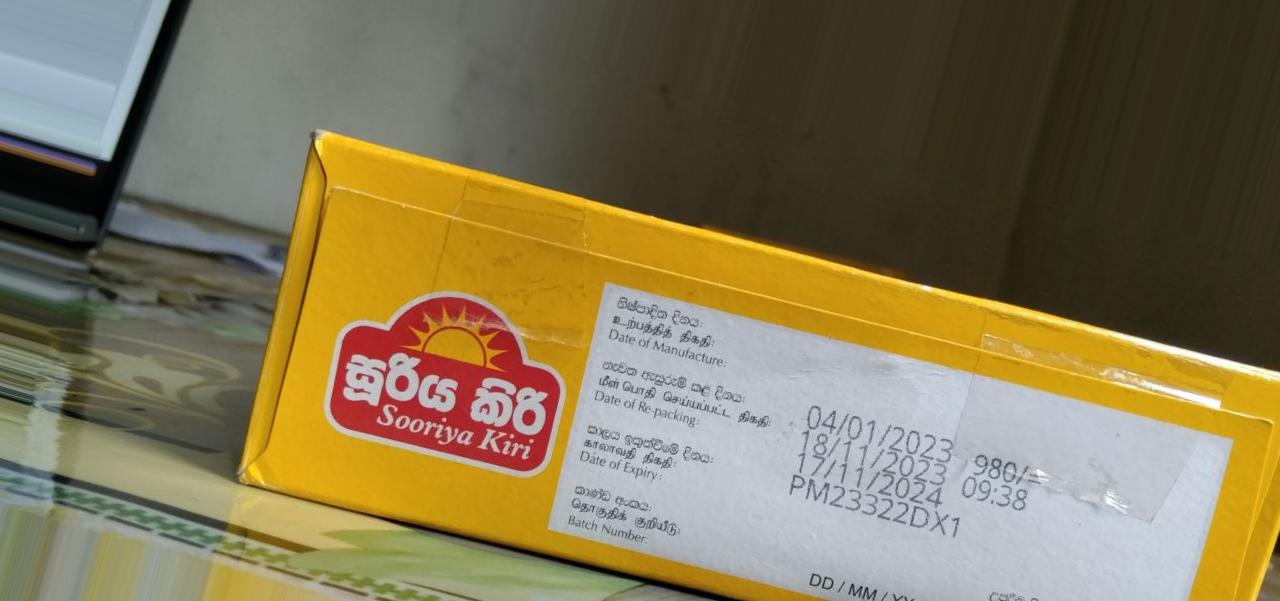 සූරිය කිරි
Sooriya Kiri
නිෂ්පාදිත දිනය:
உற்பத்தித் திகதி:
Date of Manufacture:
නැවත ඇසුරුම් කළ දිනය:
மீள் பொதி செய்யப்பட்ட திகதி:
Date of Re-packing:
කාලය ඉකුත්වීමේ දිනය:
காலாவதி திகதி:
Date of Expiry:
කාණ්ඩ අංකය:
தொகுதிக் குறியீடு:
Batch Number:
04/01/2023
18/11/2023 980/=
17/11/2024 09:38
PM23322DX1
DD / MM / YY